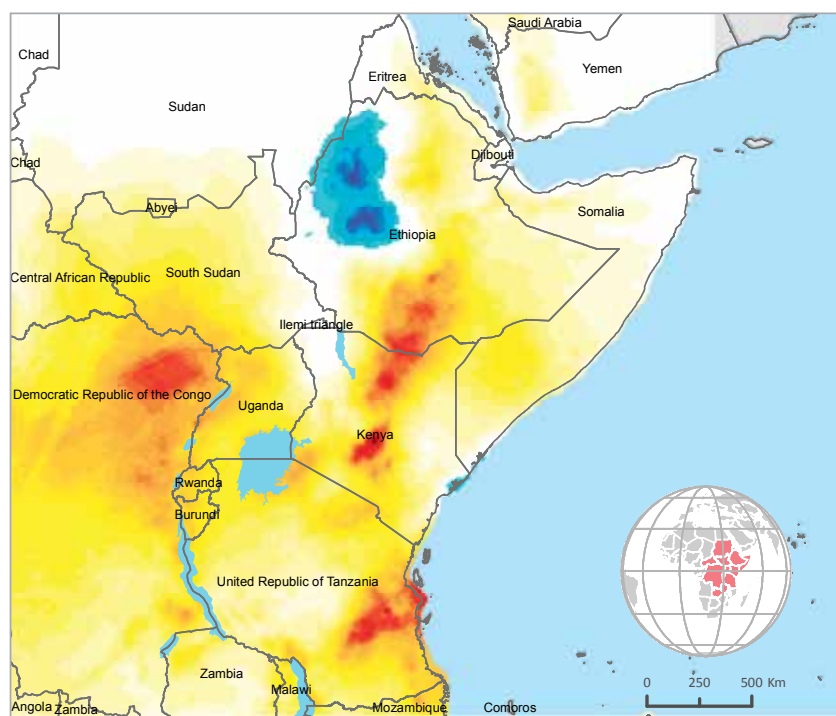 Saudi Arabia
Chad
Yemen
Eritrea
Sudan
Djibouti
Chad
Abyei
Somalia
Ethiopia
South Sudan
Central African Republic
Ilemi triangle
Democratic Republic of the Congo
Uganda
Kenya
Rwanda
Burundi
United Republic of Tanzania
Zambia
Malawi
0 250 500 Km
Angola
Zambia
Mozambique
Comoros